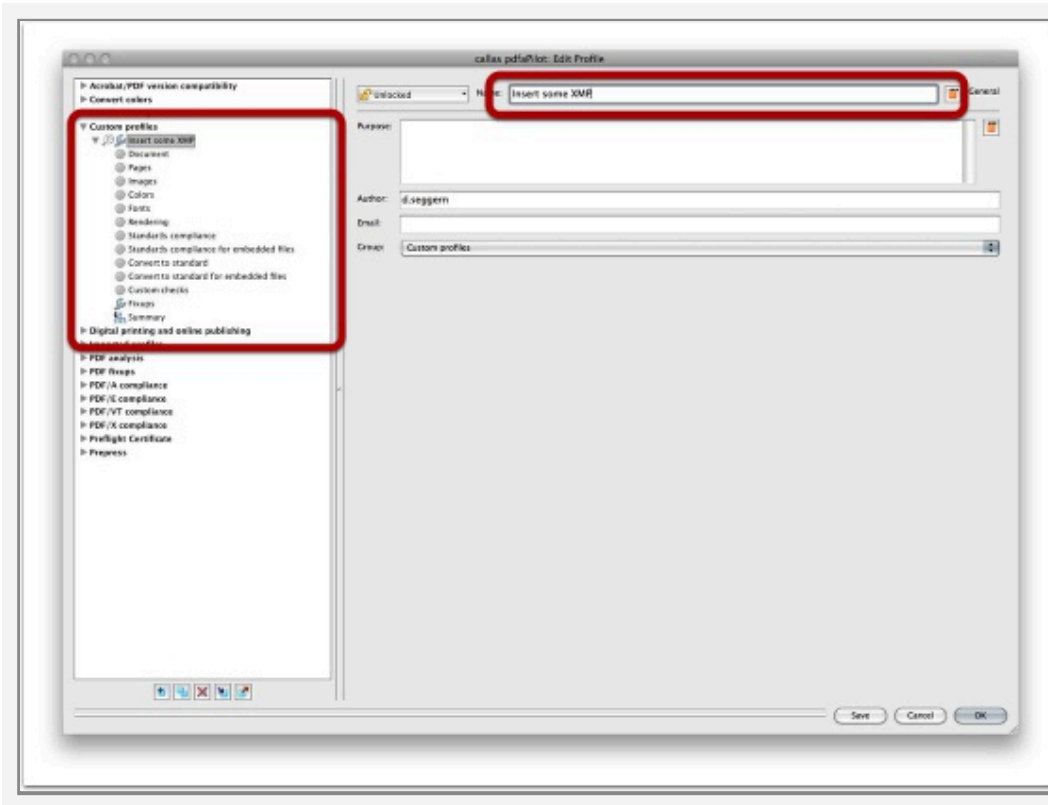 callas pdfaPilot: Edit Profile
Acrobat/PDF version compatibility
Convert colors
Custom profiles
Insert some XMP
Document
Pages
Images
Colors
Fonts
Rendering
Standards compliance
Standards compliance for embedded files
Convert to standard
Convert to standard for embedded files
Custom checks
Fixups
Summary
Digital printing and online publishing
PDF analysis
PDF fixups
PDF/A compliance
PDF/E compliance
PDF/VT compliance
PDF/X compliance
Preflight Certificate
Prepress
Unlocked
Insert some XMP
General
Purpose:
Author: d.seggern
Email:
Group: Custom profiles
Save Cancel OK